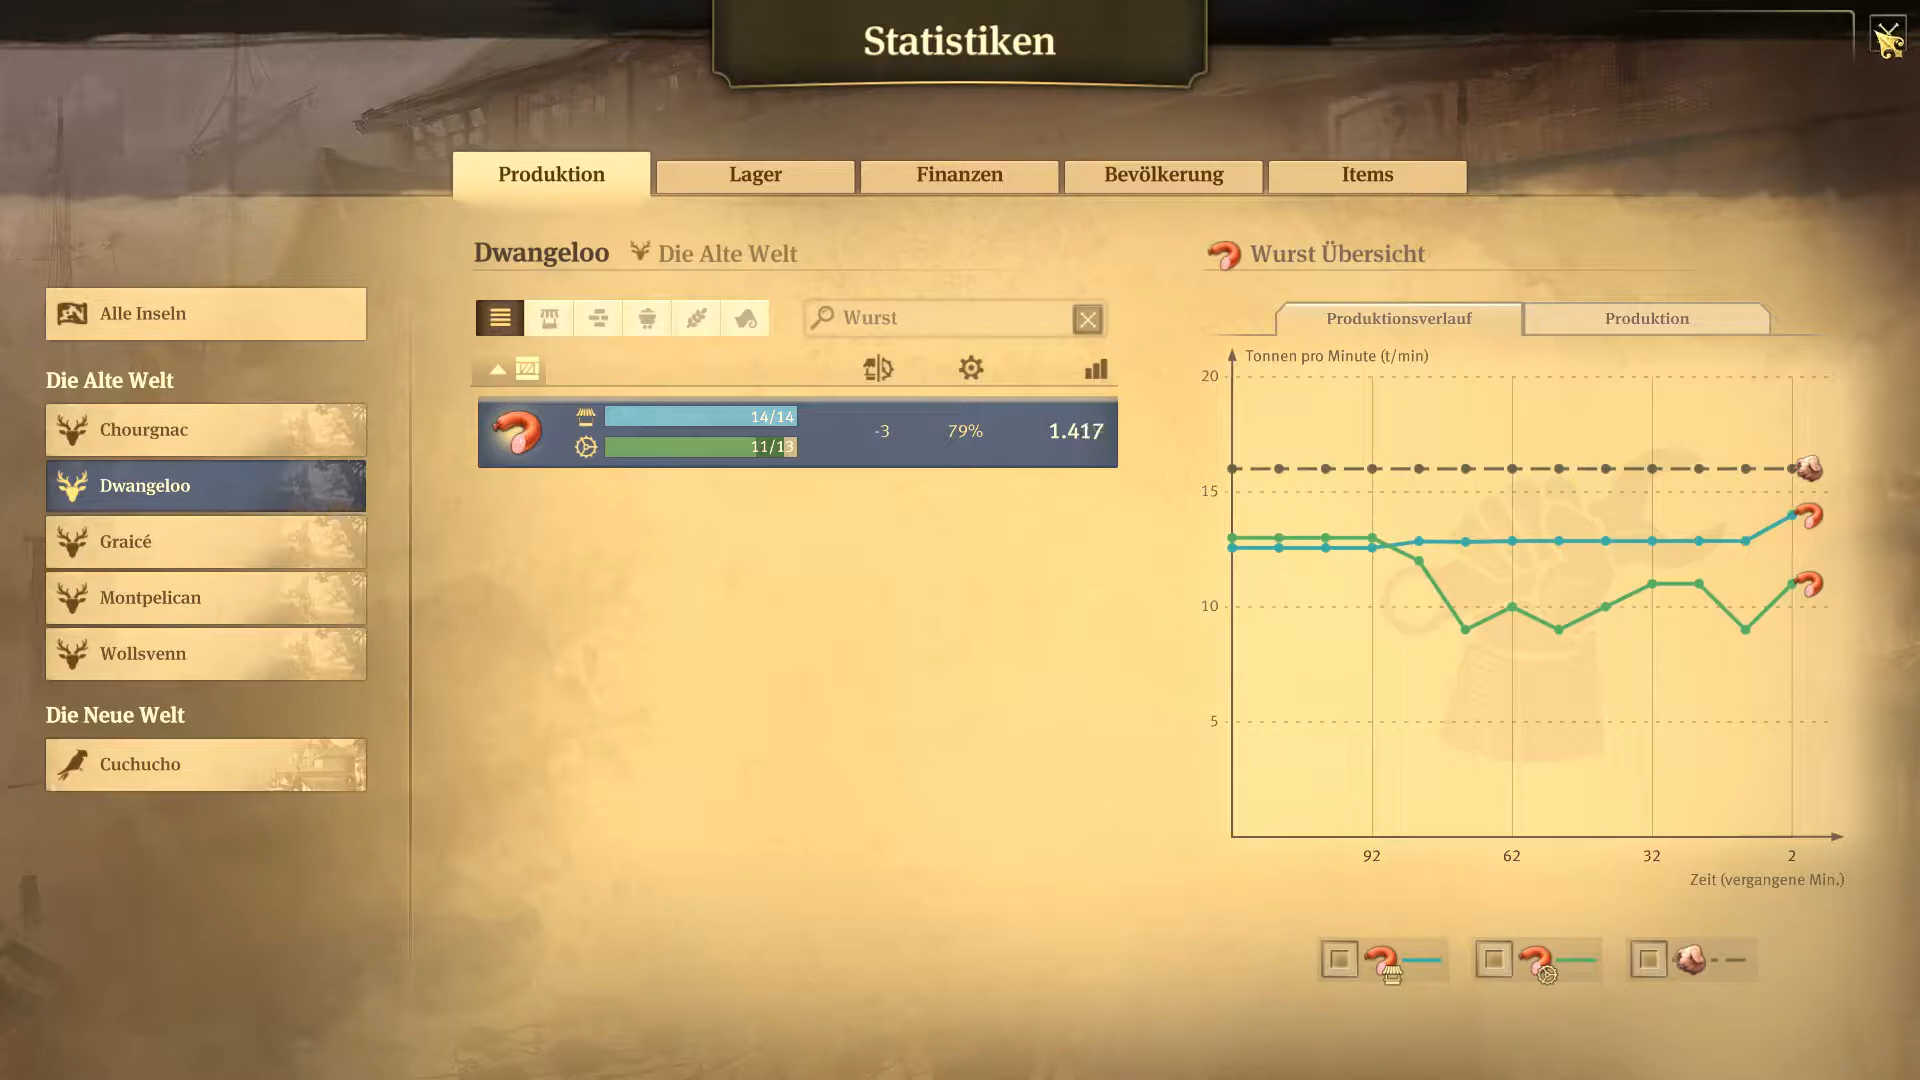 Statistiken
Produktion
Lager
Finanzen
Bevölkerung
Items
Alle Inseln
Die Alte Welt
Chourgnac
Dwangeloo
Graicé
Montpelican
Wollsvenn
Die Neue Welt
Cuchucho
Dwangeloo Die Alte Welt
Wurst
14/14
11/13
-3
79%
1.417
Wurst Übersicht
Produktionsverlauf
Produktion
Tonnen pro Minute (t/min)
20
15
10
5
92
62
32
2
Zeit (vergangene Min.)